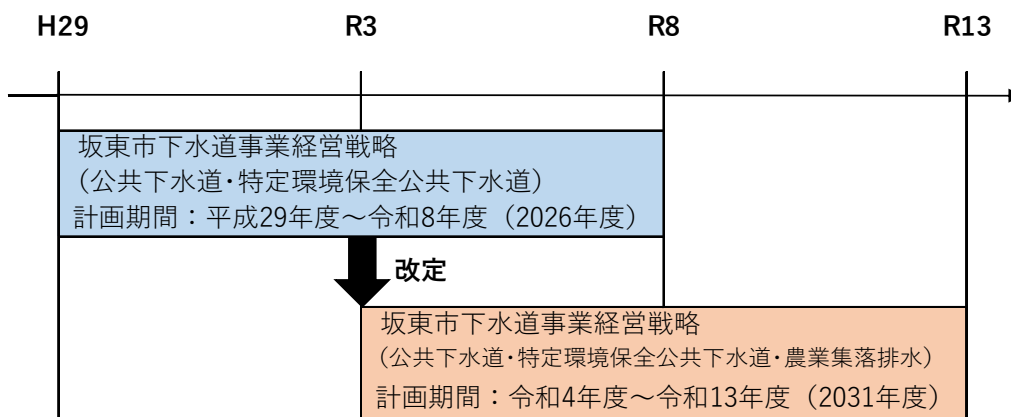 H29 R3 R8 R13
坂東市下水道事業経営戦略
（公共下水道・特定環境保全公共下水道）
計画期間：平成29年度～令和8年度（2026年度）
改定
坂東市下水道事業経営戦略
（公共下水道・特定環境保全公共下水道・農業集落排水）
計画期間：令和4年度～令和13年度（2031年度）